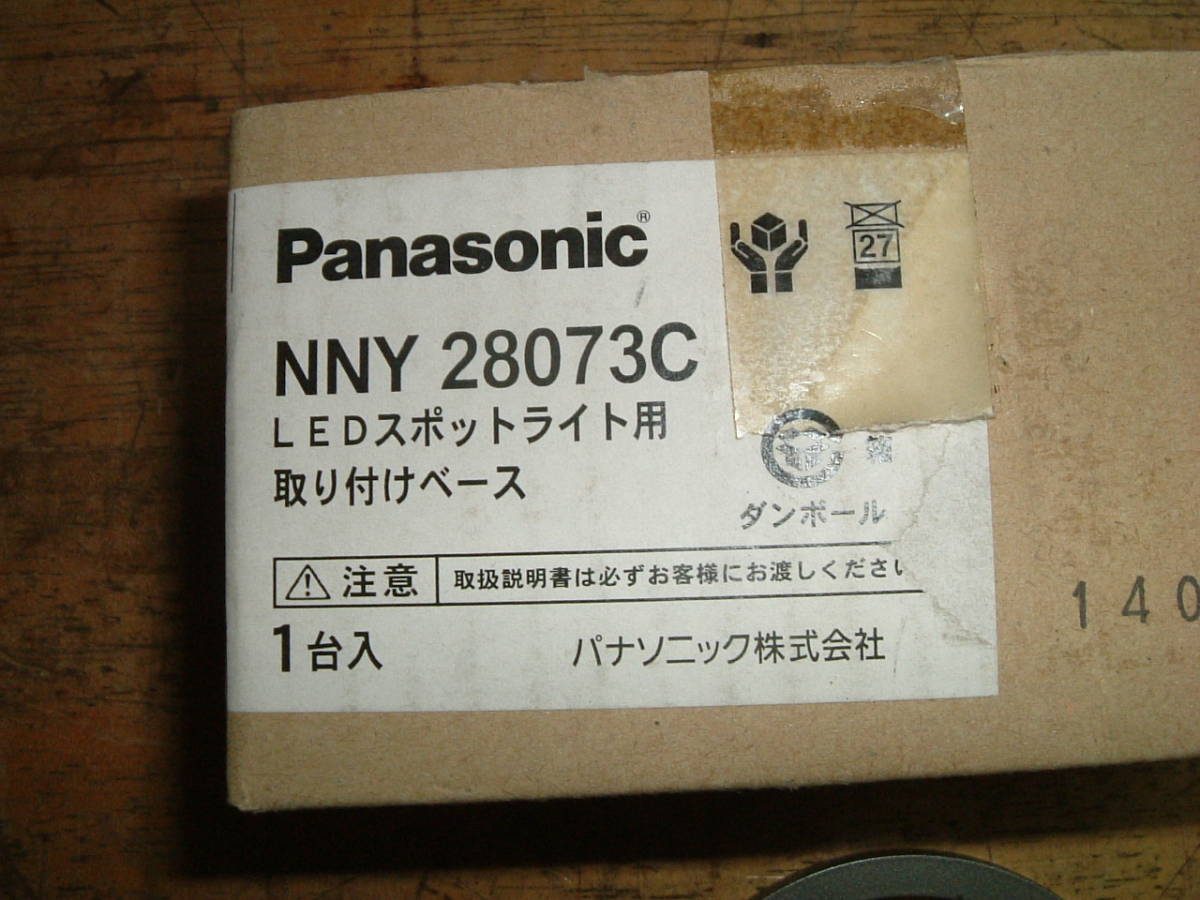 Panasonic®
27
NNY 28073C
LEDスポットライト用
取り付けベース
ダンボール
注意 取扱説明書は必ずお客様にお渡しください
1台入 パナソニック株式会社
140